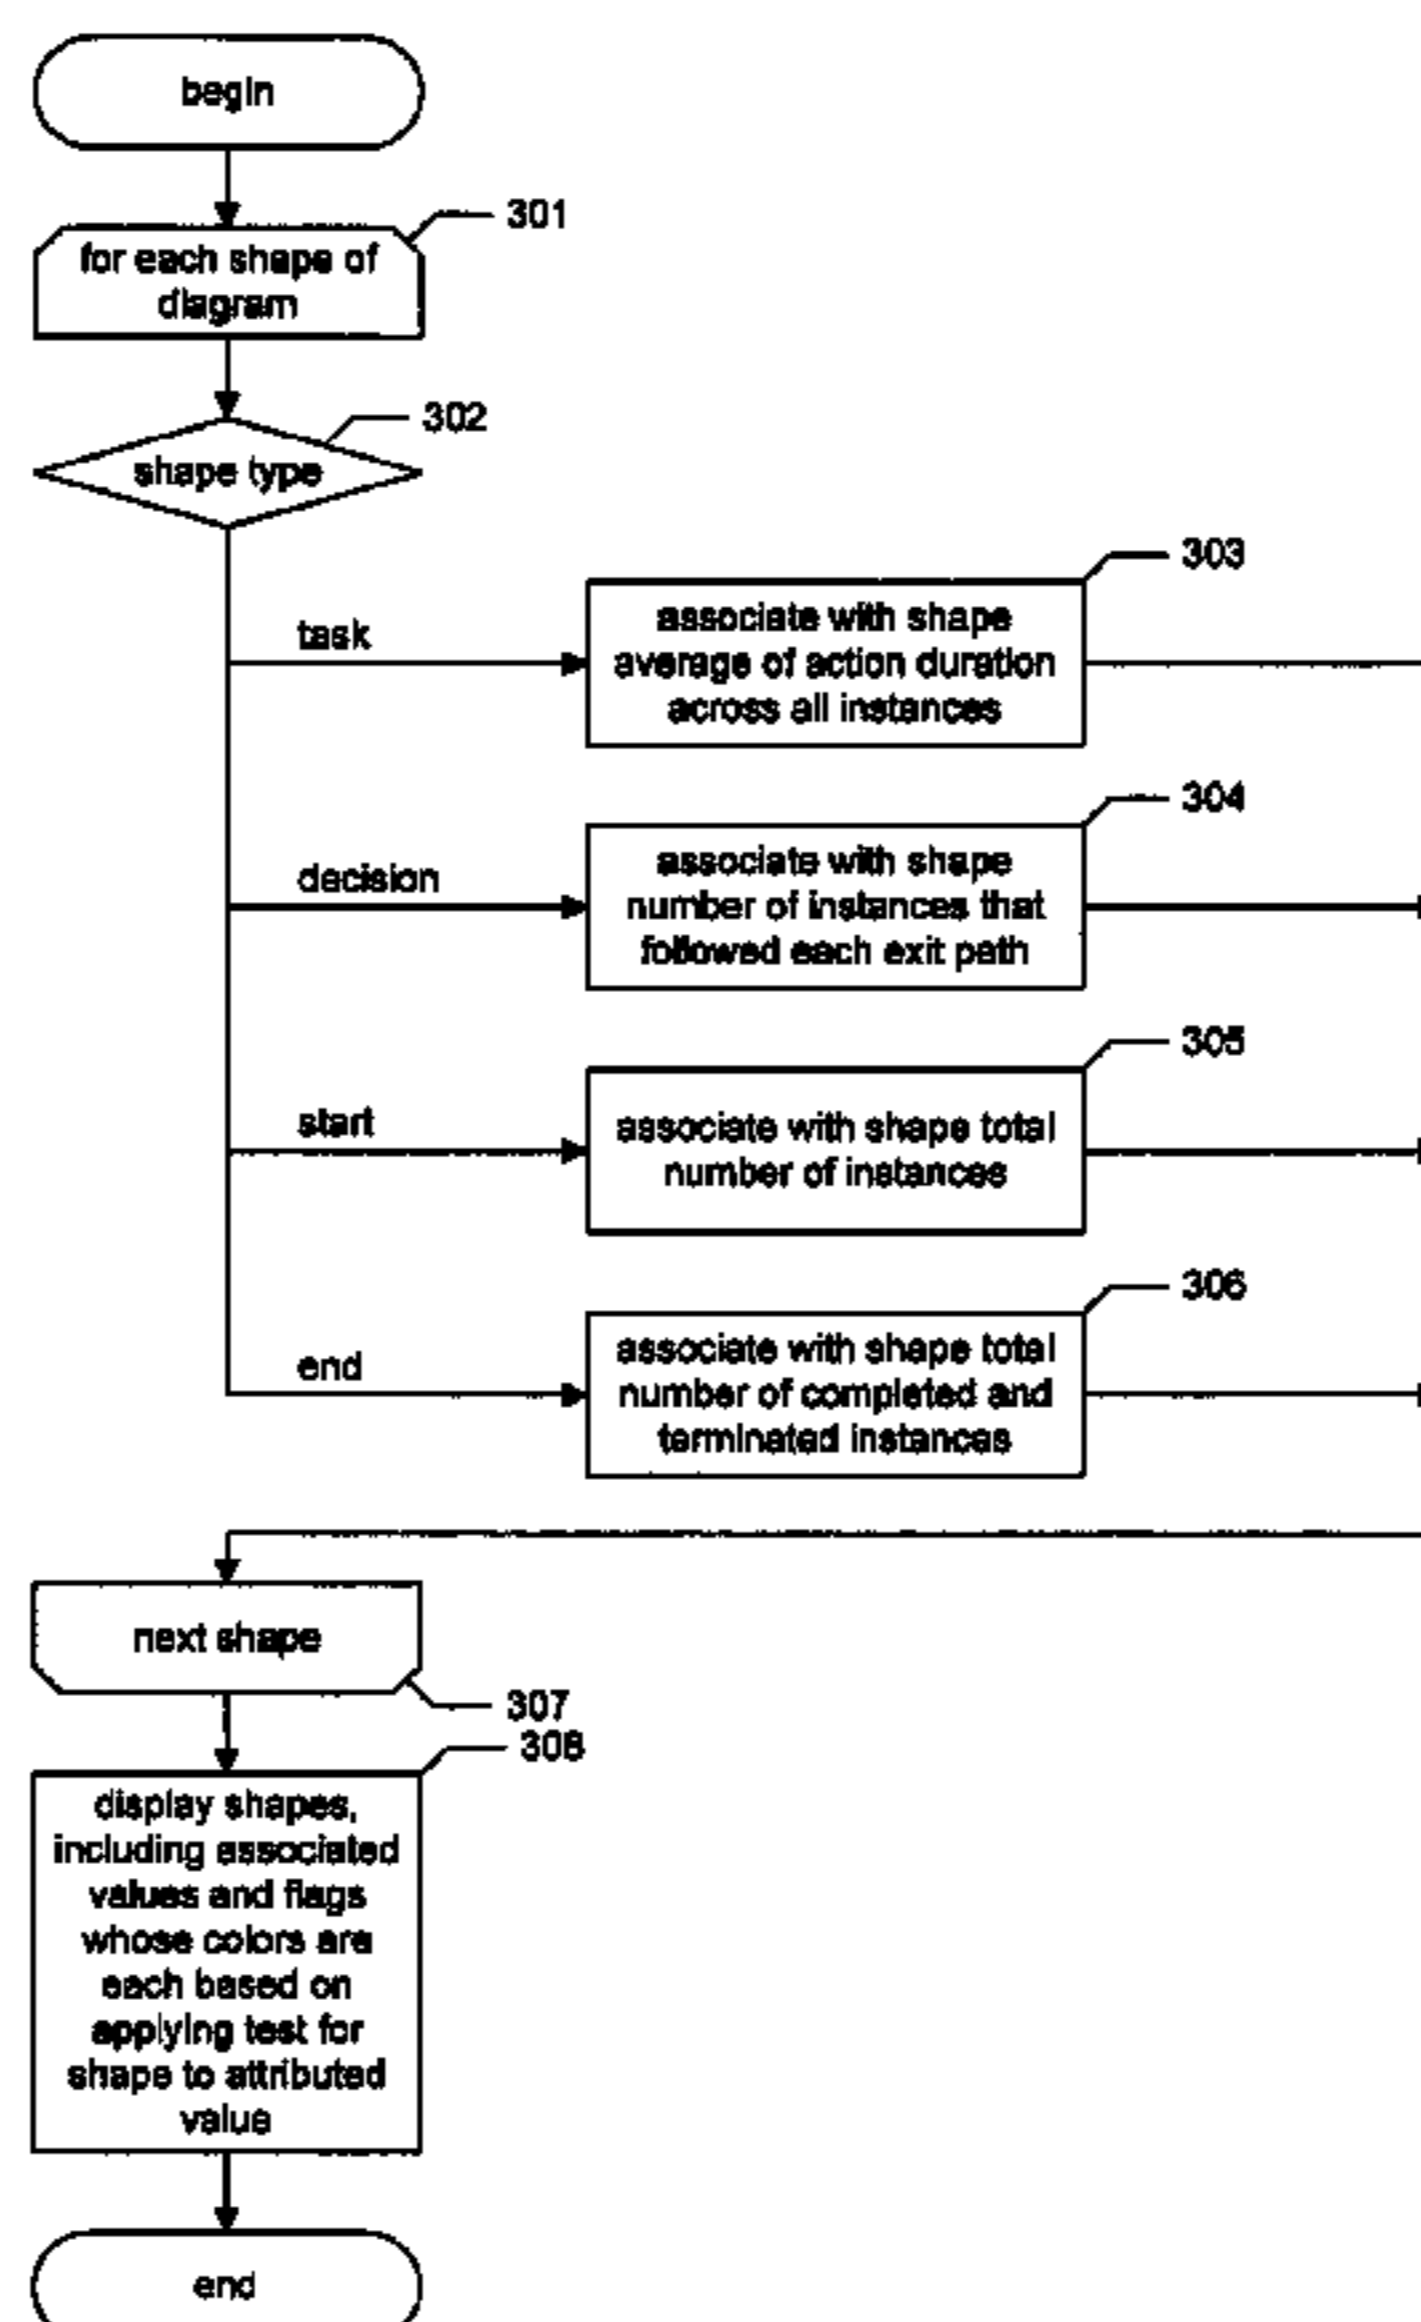 begin
301
for each shape of
diagram
302
shape type
303
task
associate with shape
average of action duration
across all instances
304
decision
associate with shape
number of instances that
followed each exit path
305
start
associate with shape total
number of instances
306
end
associate with shape total
number of completed and
terminated instances
next shape
307
308
display shapes,
including associated
values and flags
whose colors are
each based on
applying test for
shape to attributed
value
end